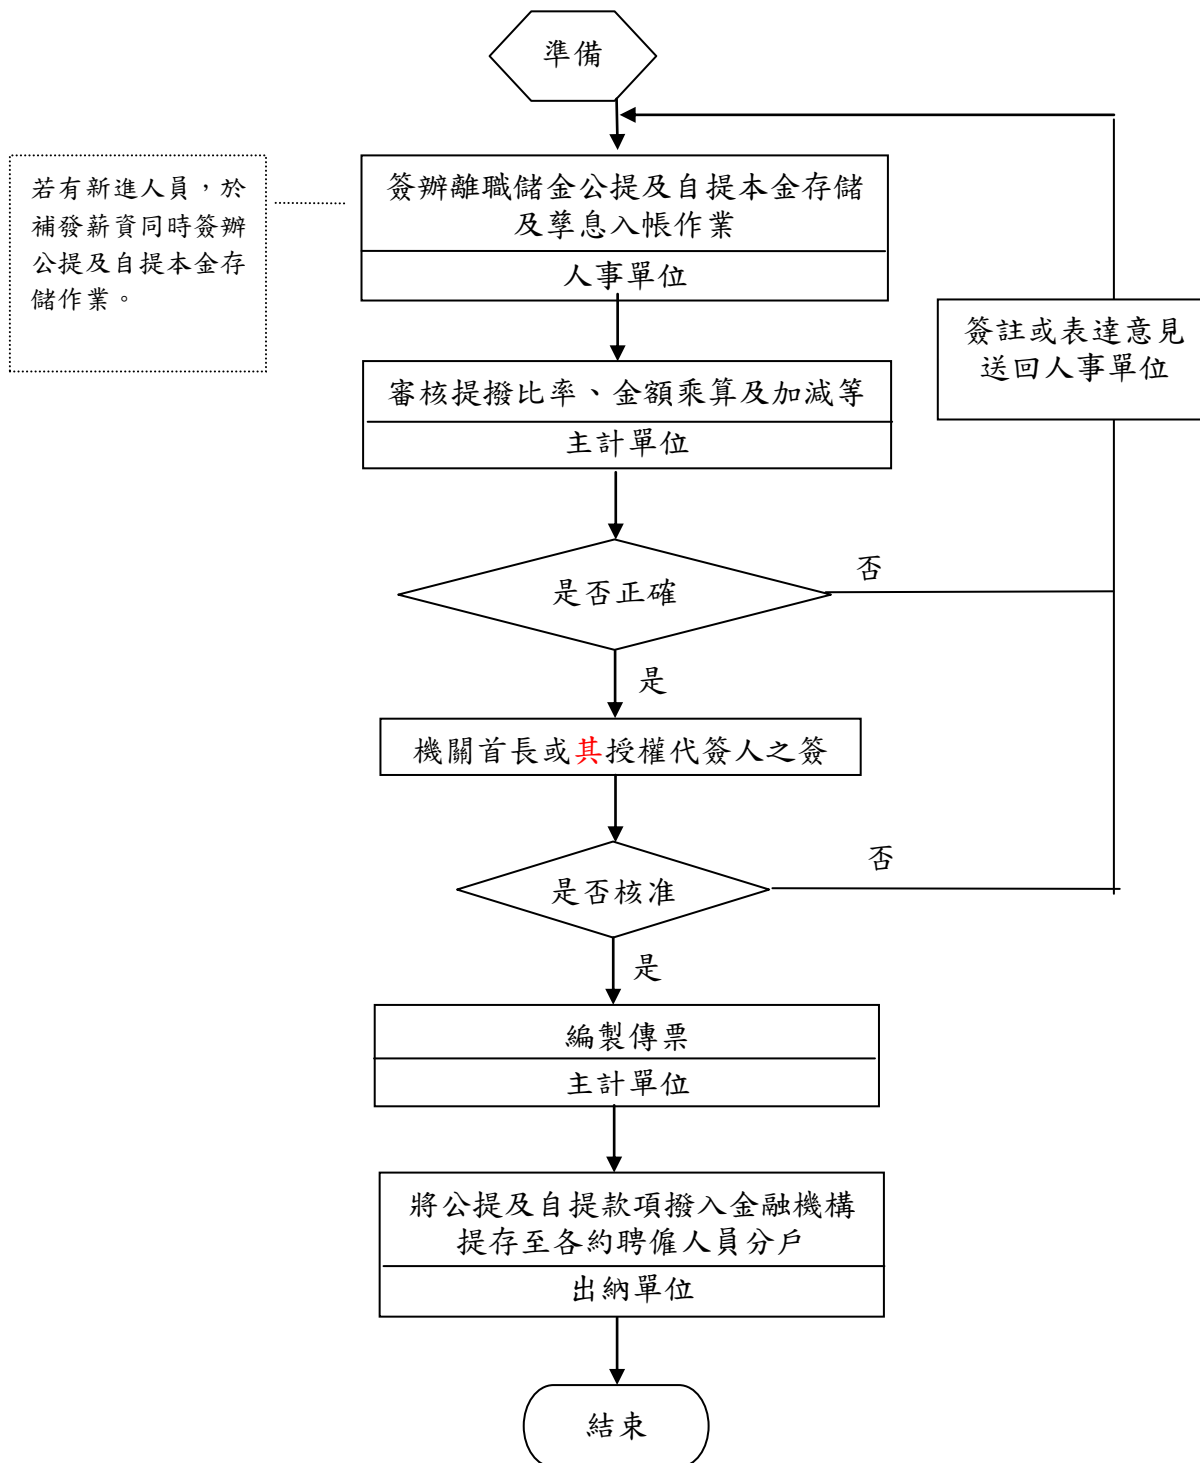 準備
若有新進人員，於
補發薪資同時簽辦
公提及自提本金存
儲作業。
簽辦離職儲金公提及自提本金存儲
及孳息入帳作業
人事單位
簽註或表達意見
送回人事單位
審核提撥比率、金額乘算及加減等
主計單位
是否正確
否
是
機關首長或其授權代簽人之簽
是否核准
否
是
編製傳票
主計單位
將公提及自提款項撥入金融機構
提存至各約聘僱人員分戶
出納單位
結束